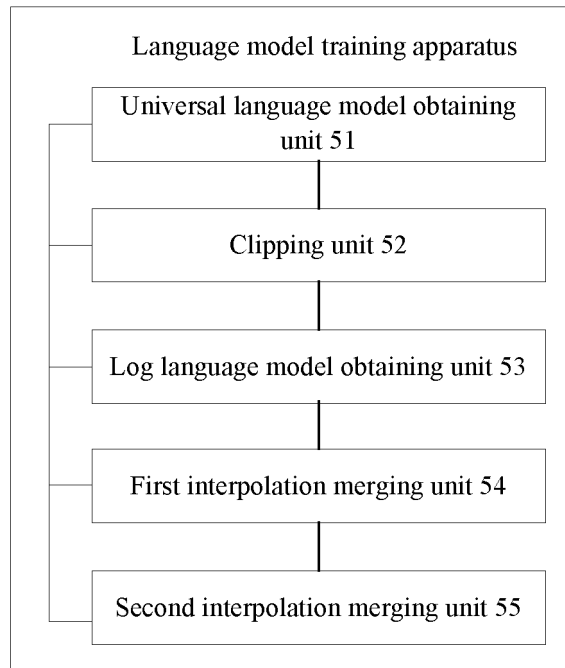 Language model training apparatus
Universal language model obtaining
unit 51
Clipping unit 52
Log language model obtaining unit 53
First interpolation merging unit 54
Second interpolation merging unit 55